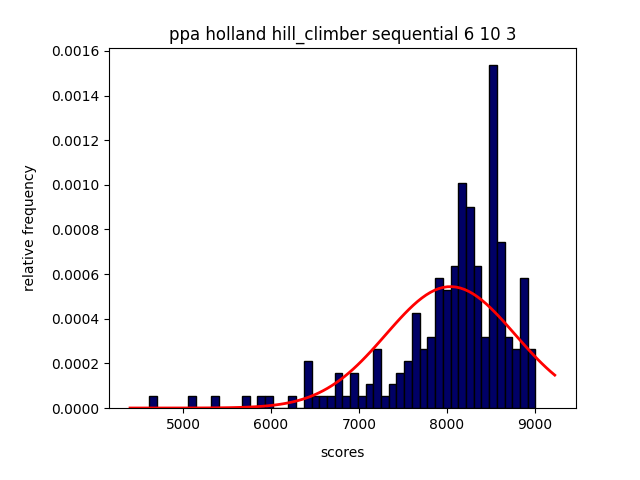 ppa holland hill_climber sequential 6 10 3
0.0016
0.0014
0.0012
0.0010
0.0008
0.0006
0.0004
0.0002
0.0000
relative frequency
5000 6000 7000 8000 9000
scores